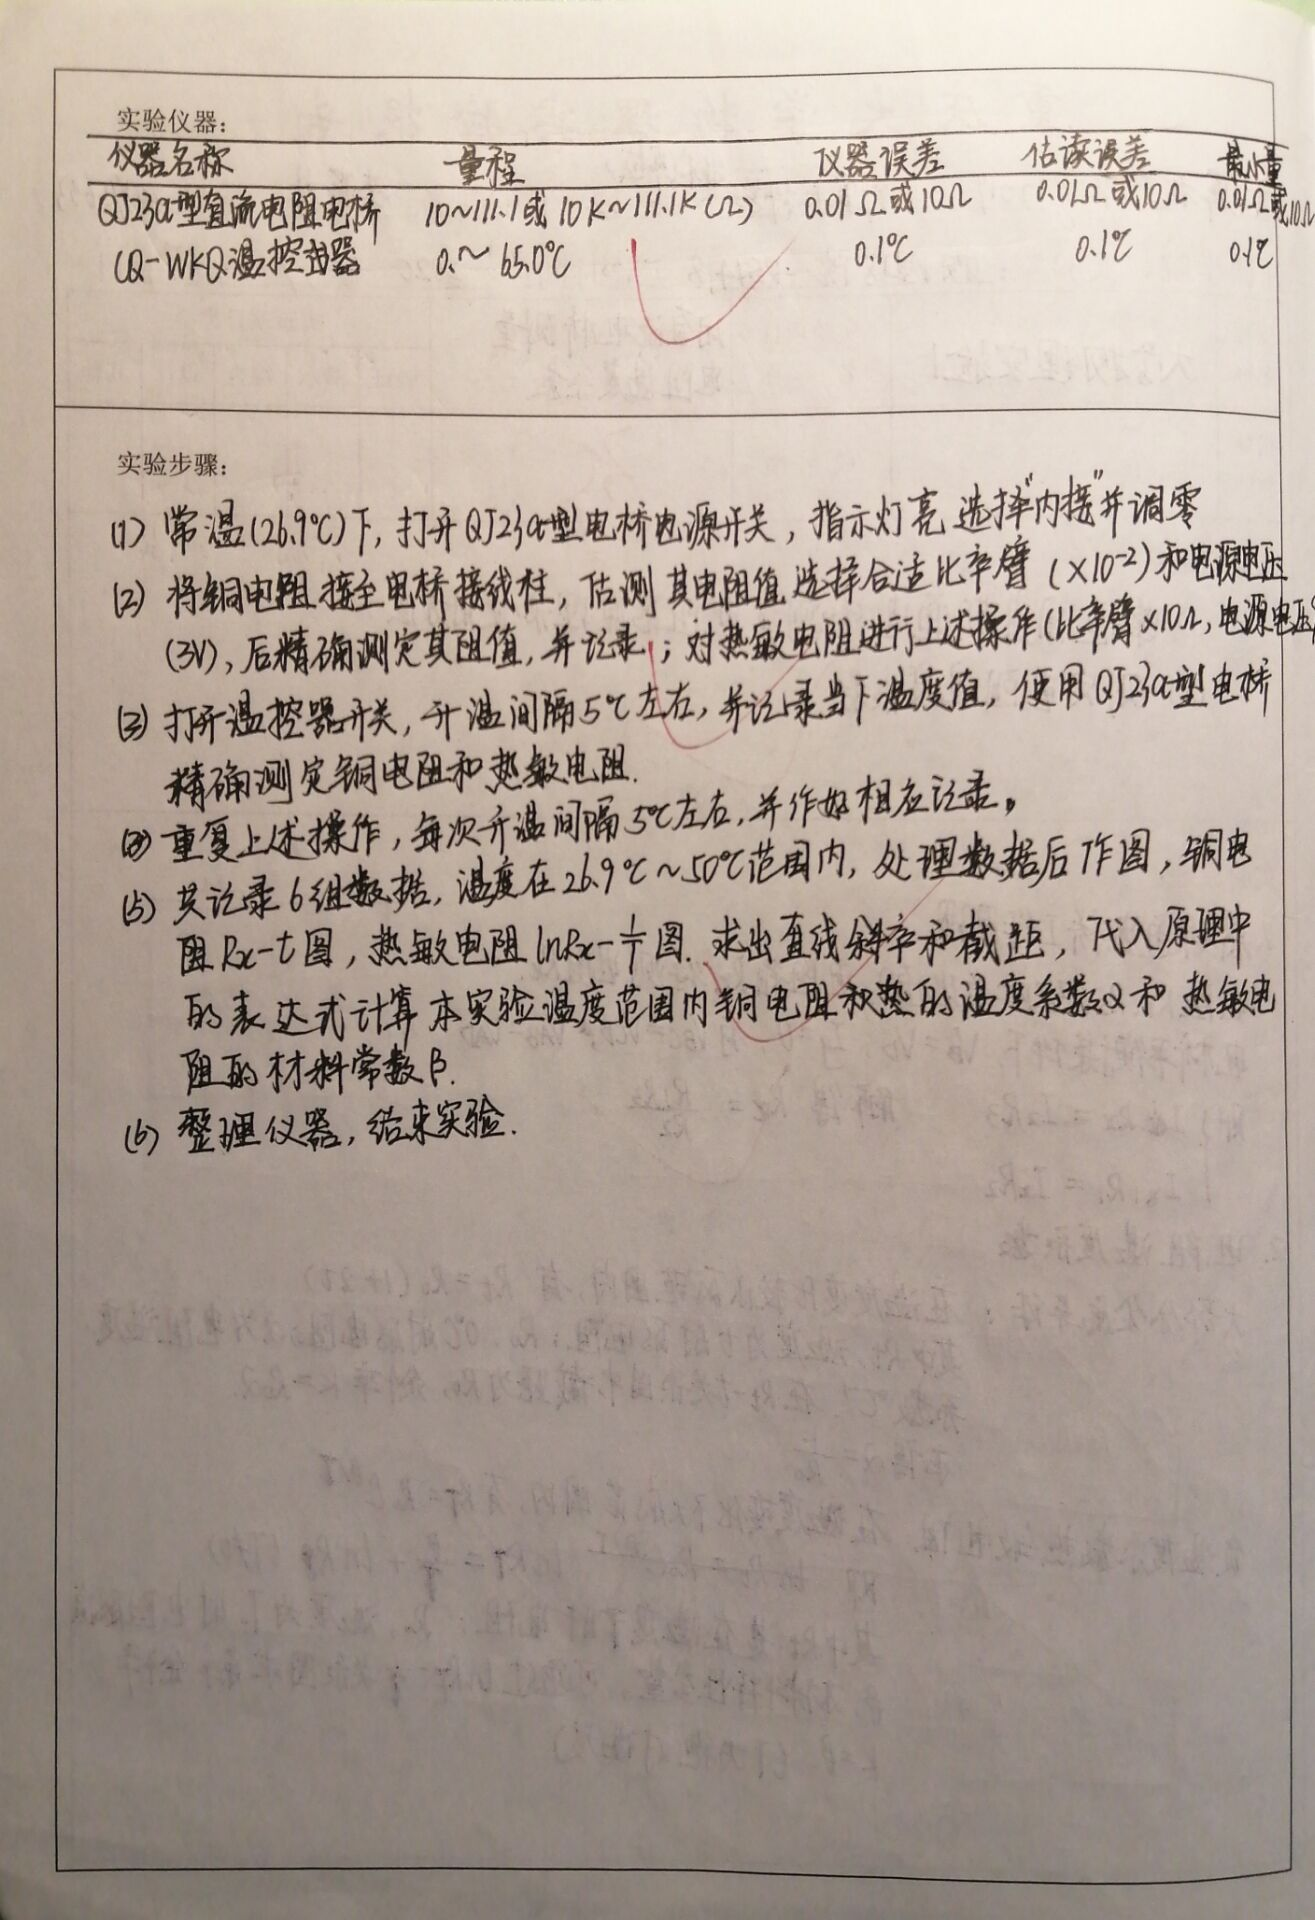 实验仪器:
仪器名称 量程 仪器误差 估读误差 最小量
QJ23a型直流电阻电桥 10~111.1或10K~111.1K(Ω) 0.01Ω或10Ω 0.01Ω或10Ω 0.01Ω或10Ω
LQ-WKQ温控器 0.~65.0℃ 0.1℃ 0.1℃ 0.1℃
实验步骤:
(1) 常温(26.9℃)下,打开QJ23a型电桥电源开关,指示灯亮 选择"内接"并调零
(2) 将铜电阻接至电桥接线柱,估测其电阻值 选择合适比率臂(×10-2)和电源电压
(3V),后精确测定其阻值,并记录;对热敏电阻进行上述操作(比率臂×10Ω,电源电压
(3) 打开温控器开关,升温间隔5℃左右,并记录当下温度值,使用QJ23a型电桥
精确测定铜电阻和热敏电阻.
重复上述操作,每次升温间隔5℃左右,并作好相应记录。
(5) 共记录6组数据,温度在26.9℃~50℃范围内,处理数据后作图,铜电
阻Rx-t图,热敏电阻lnRx-1/T图.求出直线斜率和截距,代入原理中
的表达式计算本实验温度范围内铜电阻和热的温度系数α和热敏电
阻的材料常数β.
(6) 整理仪器,结束实验.